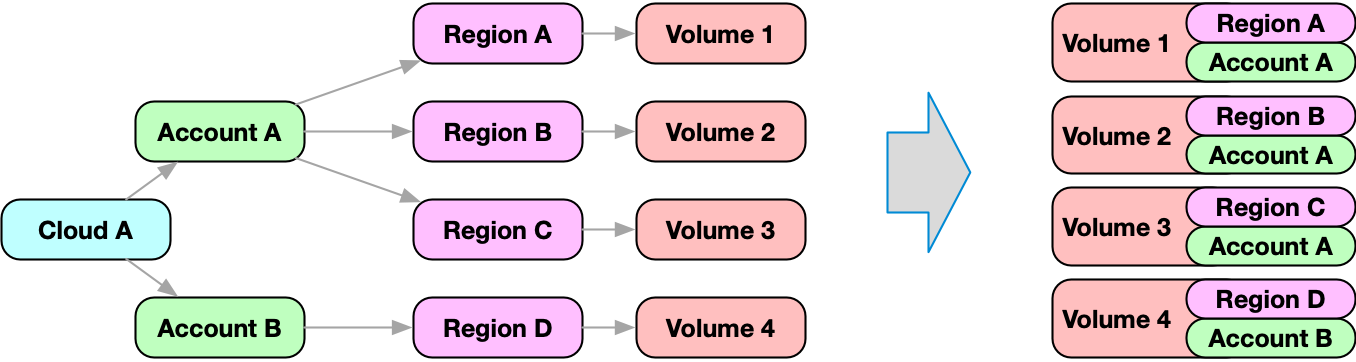 Region A
Volume 1
Account A
Region B
Volume 2
Cloud A
Region C
Volume 3
Account B
Region D
Volume 4
Volume 1
Region A
Account A
Volume 2
Region B
Account A
Volume 3
Region C
Account A
Volume 4
Region D
Account B